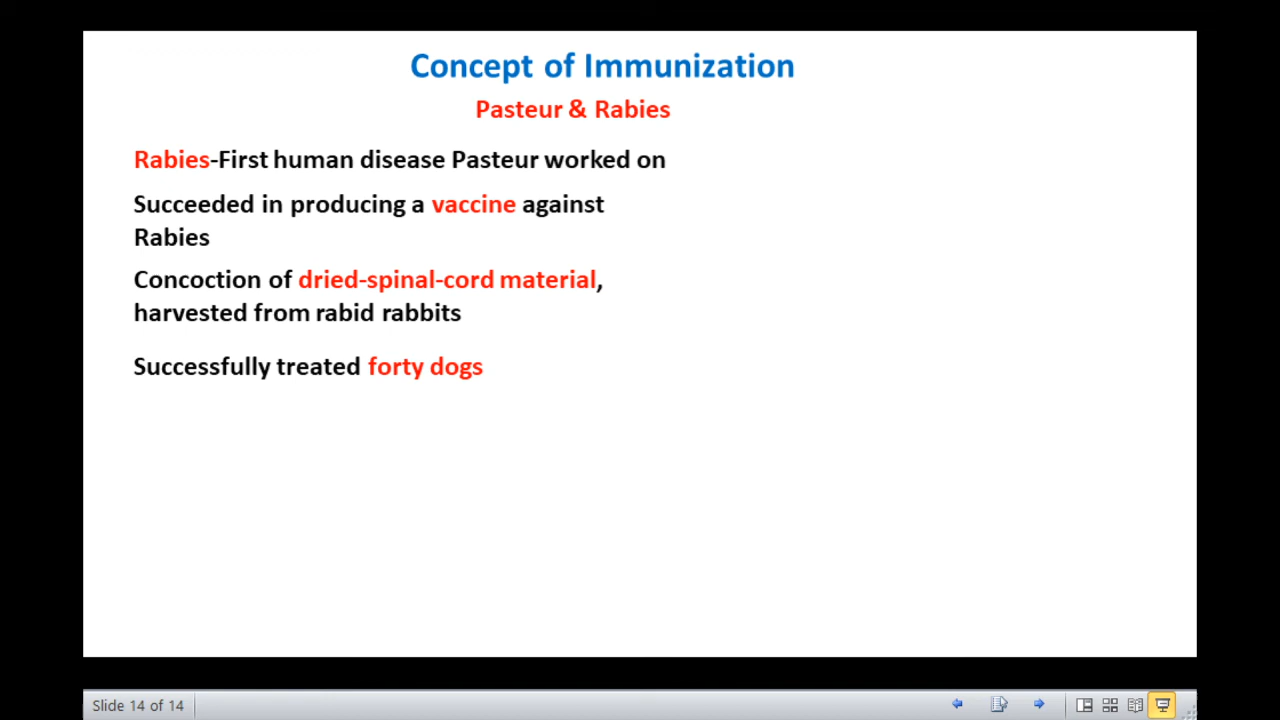 Concept of Immunization
Pasteur & Rabies
Rabies-First human disease Pasteur worked on
Succeeded in producing a vaccine against
Rabies
Concoction of dried-spinal-cord material,
harvested from rabid rabbits
Successfully treated forty dogs
Slide 14 of 14